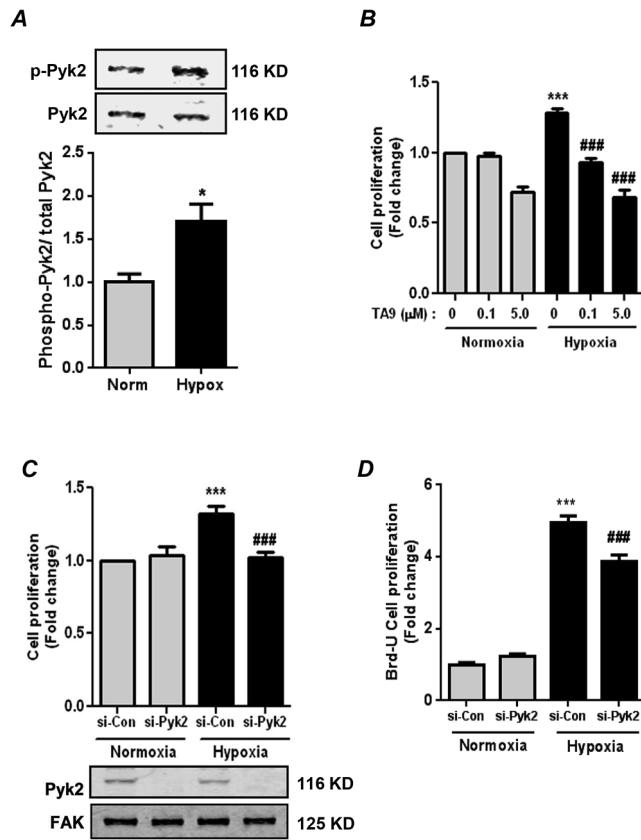 A
p-Pyk2
116 KD
Pyk2
116 KD
Phospho-Pyk2/ total Pyk2
2.5
2.0
1.5
1.0
0.5
0.0
*
Norm Hypox
B
Cell proliferation
(Fold change)
1.5
1.0
0.5
0.0
***
###
###
TA9 (µM) : 0 0.1 5.0 0 0.1 5.0
Normoxia Hypoxia
C
Cell proliferation
(Fold change)
1.5
1.0
0.5
0.0
***
###
si-Con si-Pyk2 si-Con si-Pyk2
Normoxia Hypoxia
Pyk2
116 KD
FAK
125 KD
D
Brd-U Cell proliferation
(Fold change)
6
4
2
0
***
###
si-Con si-Pyk2 si-Con si-Pyk2
Normoxia Hypoxia